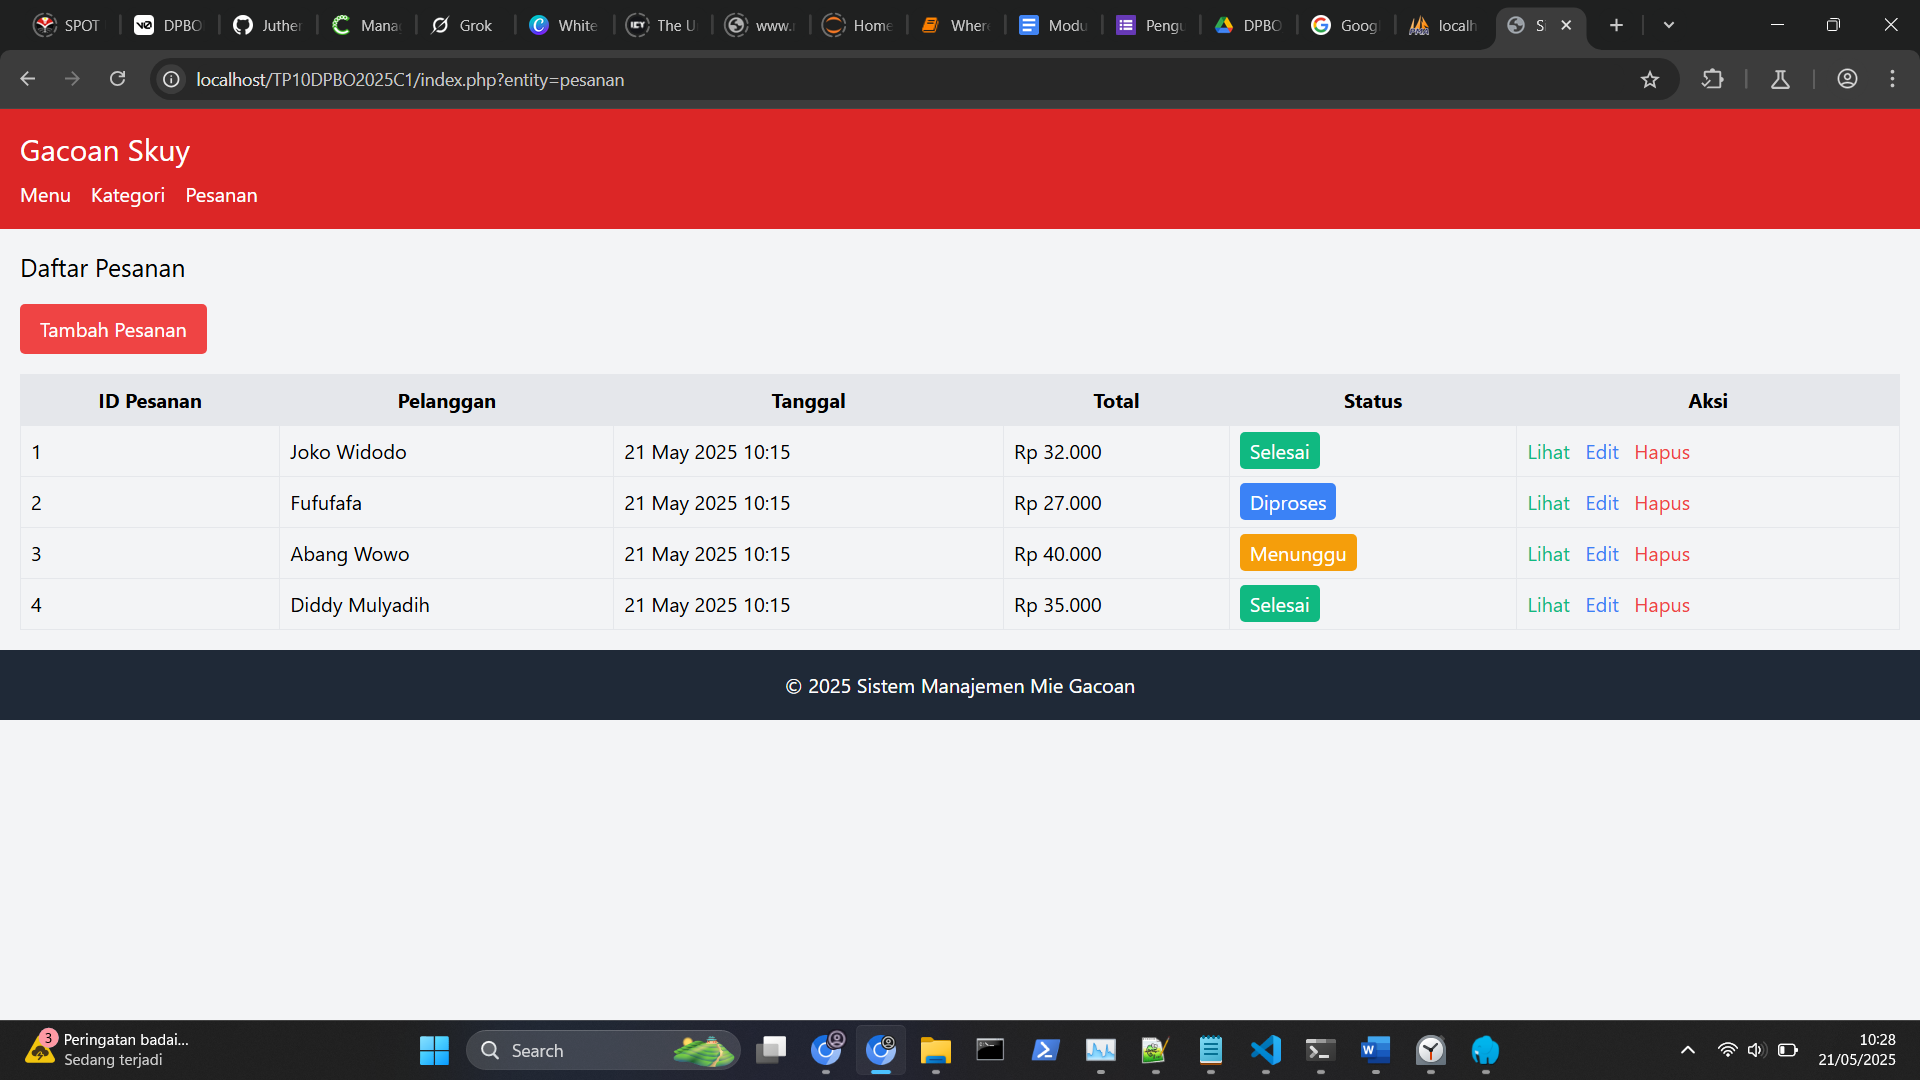 SPOT DPBO Juther Mana Grok White The U www. Home Where Modu Pengu DPBO Goog localh Si
localhost/TP10DPBO2025C1/index.php?entity=pesanan
Gacoan Skuy
Menu Kategori Pesanan
Daftar Pesanan
Tambah Pesanan
ID Pesanan Pelanggan Tanggal Total Status Aksi
1 Joko Widodo 21 May 2025 10:15 Rp 32.000 Selesai Lihat Edit Hapus
2 Fufufafa 21 May 2025 10:15 Rp 27.000 Diproses Lihat Edit Hapus
3 Abang Wowo 21 May 2025 10:15 Rp 40.000 Menunggu Lihat Edit Hapus
4 Diddy Mulyadih 21 May 2025 10:15 Rp 35.000 Selesai Lihat Edit Hapus
© 2025 Sistem Manajemen Mie Gacoan
3 Peringatan badai...
Sedang terjadi
Search
10:28
21/05/2025